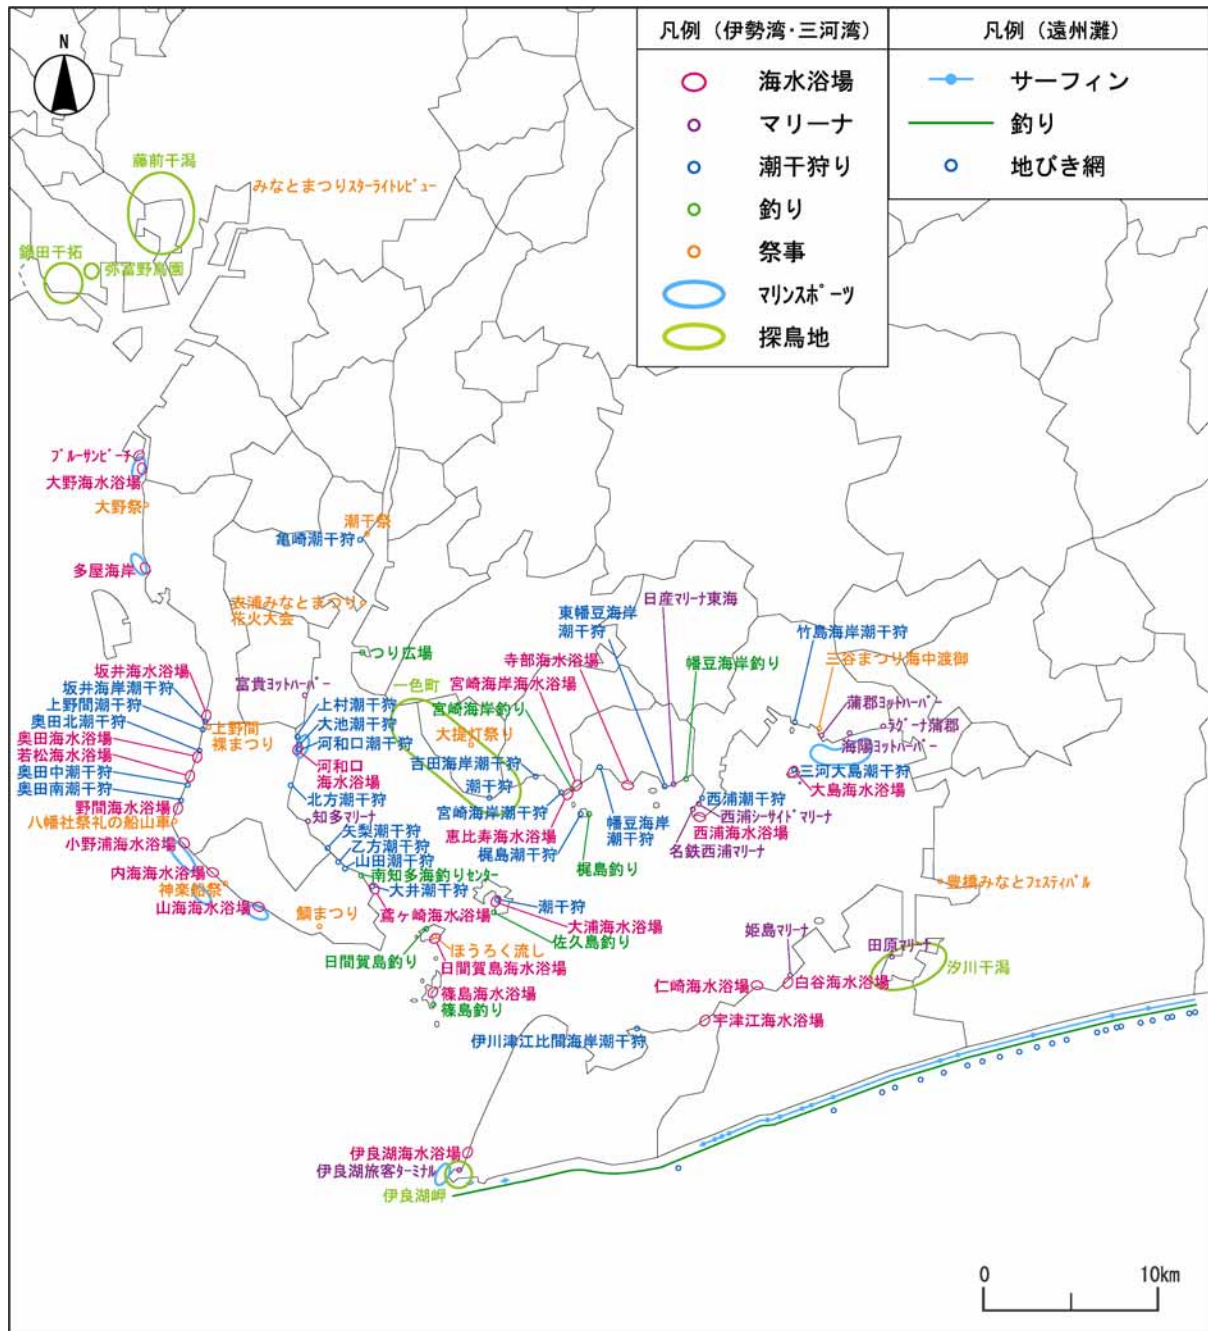 凡例（伊勢湾･三河湾）
海水浴場
マリーナ
潮干狩り
釣り
祭事
ﾏﾘﾝｽﾎﾟｰﾂ
探鳥地
凡例（遠州灘）
サーフィン
釣り
地びき網
N
藤前干潟
みなとまつりｽﾀｰﾗｲﾄﾚﾋﾞｭｰ
鍋田干拓
弥富野鳥園
ﾌﾞﾙｰｻﾝﾋﾞｰﾁ
大野海水浴場
大野祭
潮干祭
亀崎潮干狩
多屋海岸
衣浦みなとまつり
花火大会
つり広場
富貴ﾖｯﾄﾊｰﾊﾞｰ
坂井海水浴場
坂井海岸潮干狩
上野間潮干狩
奥田北潮干狩
奥田海水浴場
若松海水浴場
奥田中潮干狩
奥田南潮干狩
野間海水浴場
八幡社祭礼の船山車
小野浦海水浴場
内海海水浴場
神楽船祭
山海海水浴場
鯛まつり
上野間
裸まつり
上村潮干狩
大池潮干狩
河和口潮干狩
河和口
海水浴場
北方潮干狩
知多マリーナ
矢梨潮干狩
乙方潮干狩
山田潮干狩
南知多海釣りｾﾝﾀｰ
大井潮干狩
鳶ヶ崎海水浴場
一色町
大提灯祭り
吉田海岸潮干狩
潮干狩
宮崎海岸潮干狩
恵比寿海水浴場
梶島潮干狩
梶島釣り
幡豆海岸
潮干狩
東幡豆海岸
潮干狩
日産ﾏﾘｰﾅ東海
寺部海水浴場
宮崎海岸海水浴場
宮崎海岸釣り
幡豆海岸釣り
西浦潮干狩
西浦ｼｰｻｲﾄﾞﾏﾘｰﾅ
西浦海水浴場
名鉄西浦マリーナ
竹島海岸潮干狩
三谷まつり海中渡御
蒲郡ﾖｯﾄﾊｰﾊﾞｰ
ﾗｸﾞｰﾅ蒲郡
海陽ﾖｯﾄﾊｰﾊﾞｰ
三河大島潮干狩
大島海水浴場
潮干狩
大浦海水浴場
佐久島釣り
日間賀島釣り
ほうろく流し
日間賀島海水浴場
篠島海水浴場
篠島釣り
豊橋みなとﾌｪｽﾃｨﾊﾞﾙ
姫島マリーナ
田原ﾏﾘｰﾅ
汐川干潟
仁崎海水浴場
白谷海水浴場
宇津江海水浴場
伊川津江比間海岸潮干狩
伊良湖海水浴場
伊良湖旅客ﾀｰﾐﾅﾙ
伊良湖岬
0 10km